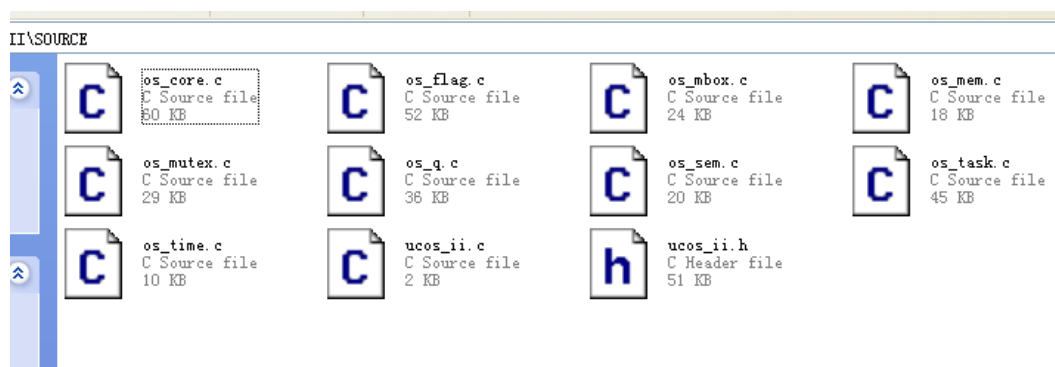 II\SOURCE
os_core.c
C Source file
60 KB
os_flag.c
C Source file
52 KB
os_mbox.c
C Source file
24 KB
os_mem.c
C Source file
18 KB
os_mutex.c
C Source file
29 KB
os_q.c
C Source file
36 KB
os_sem.c
C Source file
20 KB
os_task.c
C Source file
45 KB
os_time.c
C Source file
10 KB
ucos_ii.c
C Source file
2 KB
ucos_ii.h
C Header file
51 KB